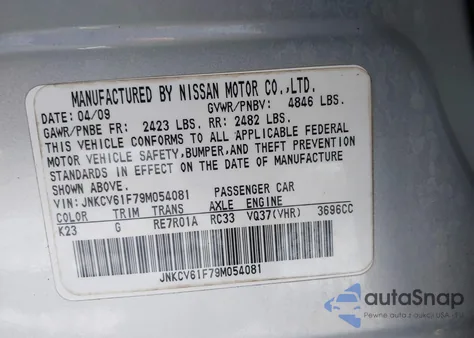 MANUFACTURED BY NISSAN MOTOR CO.,LTD.
DATE: 04/09 GVWR/PNBV: 4846 LBS.
GAWR/PNBE FR: 2423 LBS. RR: 2482 LBS.
THIS VEHICLE CONFORMS TO ALL APPLICABLE FEDERAL
MOTOR VEHICLE SAFETY,BUMPER,AND THEFT PREVENTION
STANDARDS IN EFFECT ON THE DATE OF MANUFACTURE
SHOWN ABOVE.
VIN: JNKCV61F79M054081 PASSENGER CAR
COLOR TRIM TRANS AXLE ENGINE
K23 G RE7R01A RC33 VQ37(VHR) 3696CC
JNKCV61F79M054081
autoSnap
Pewne auta z USA